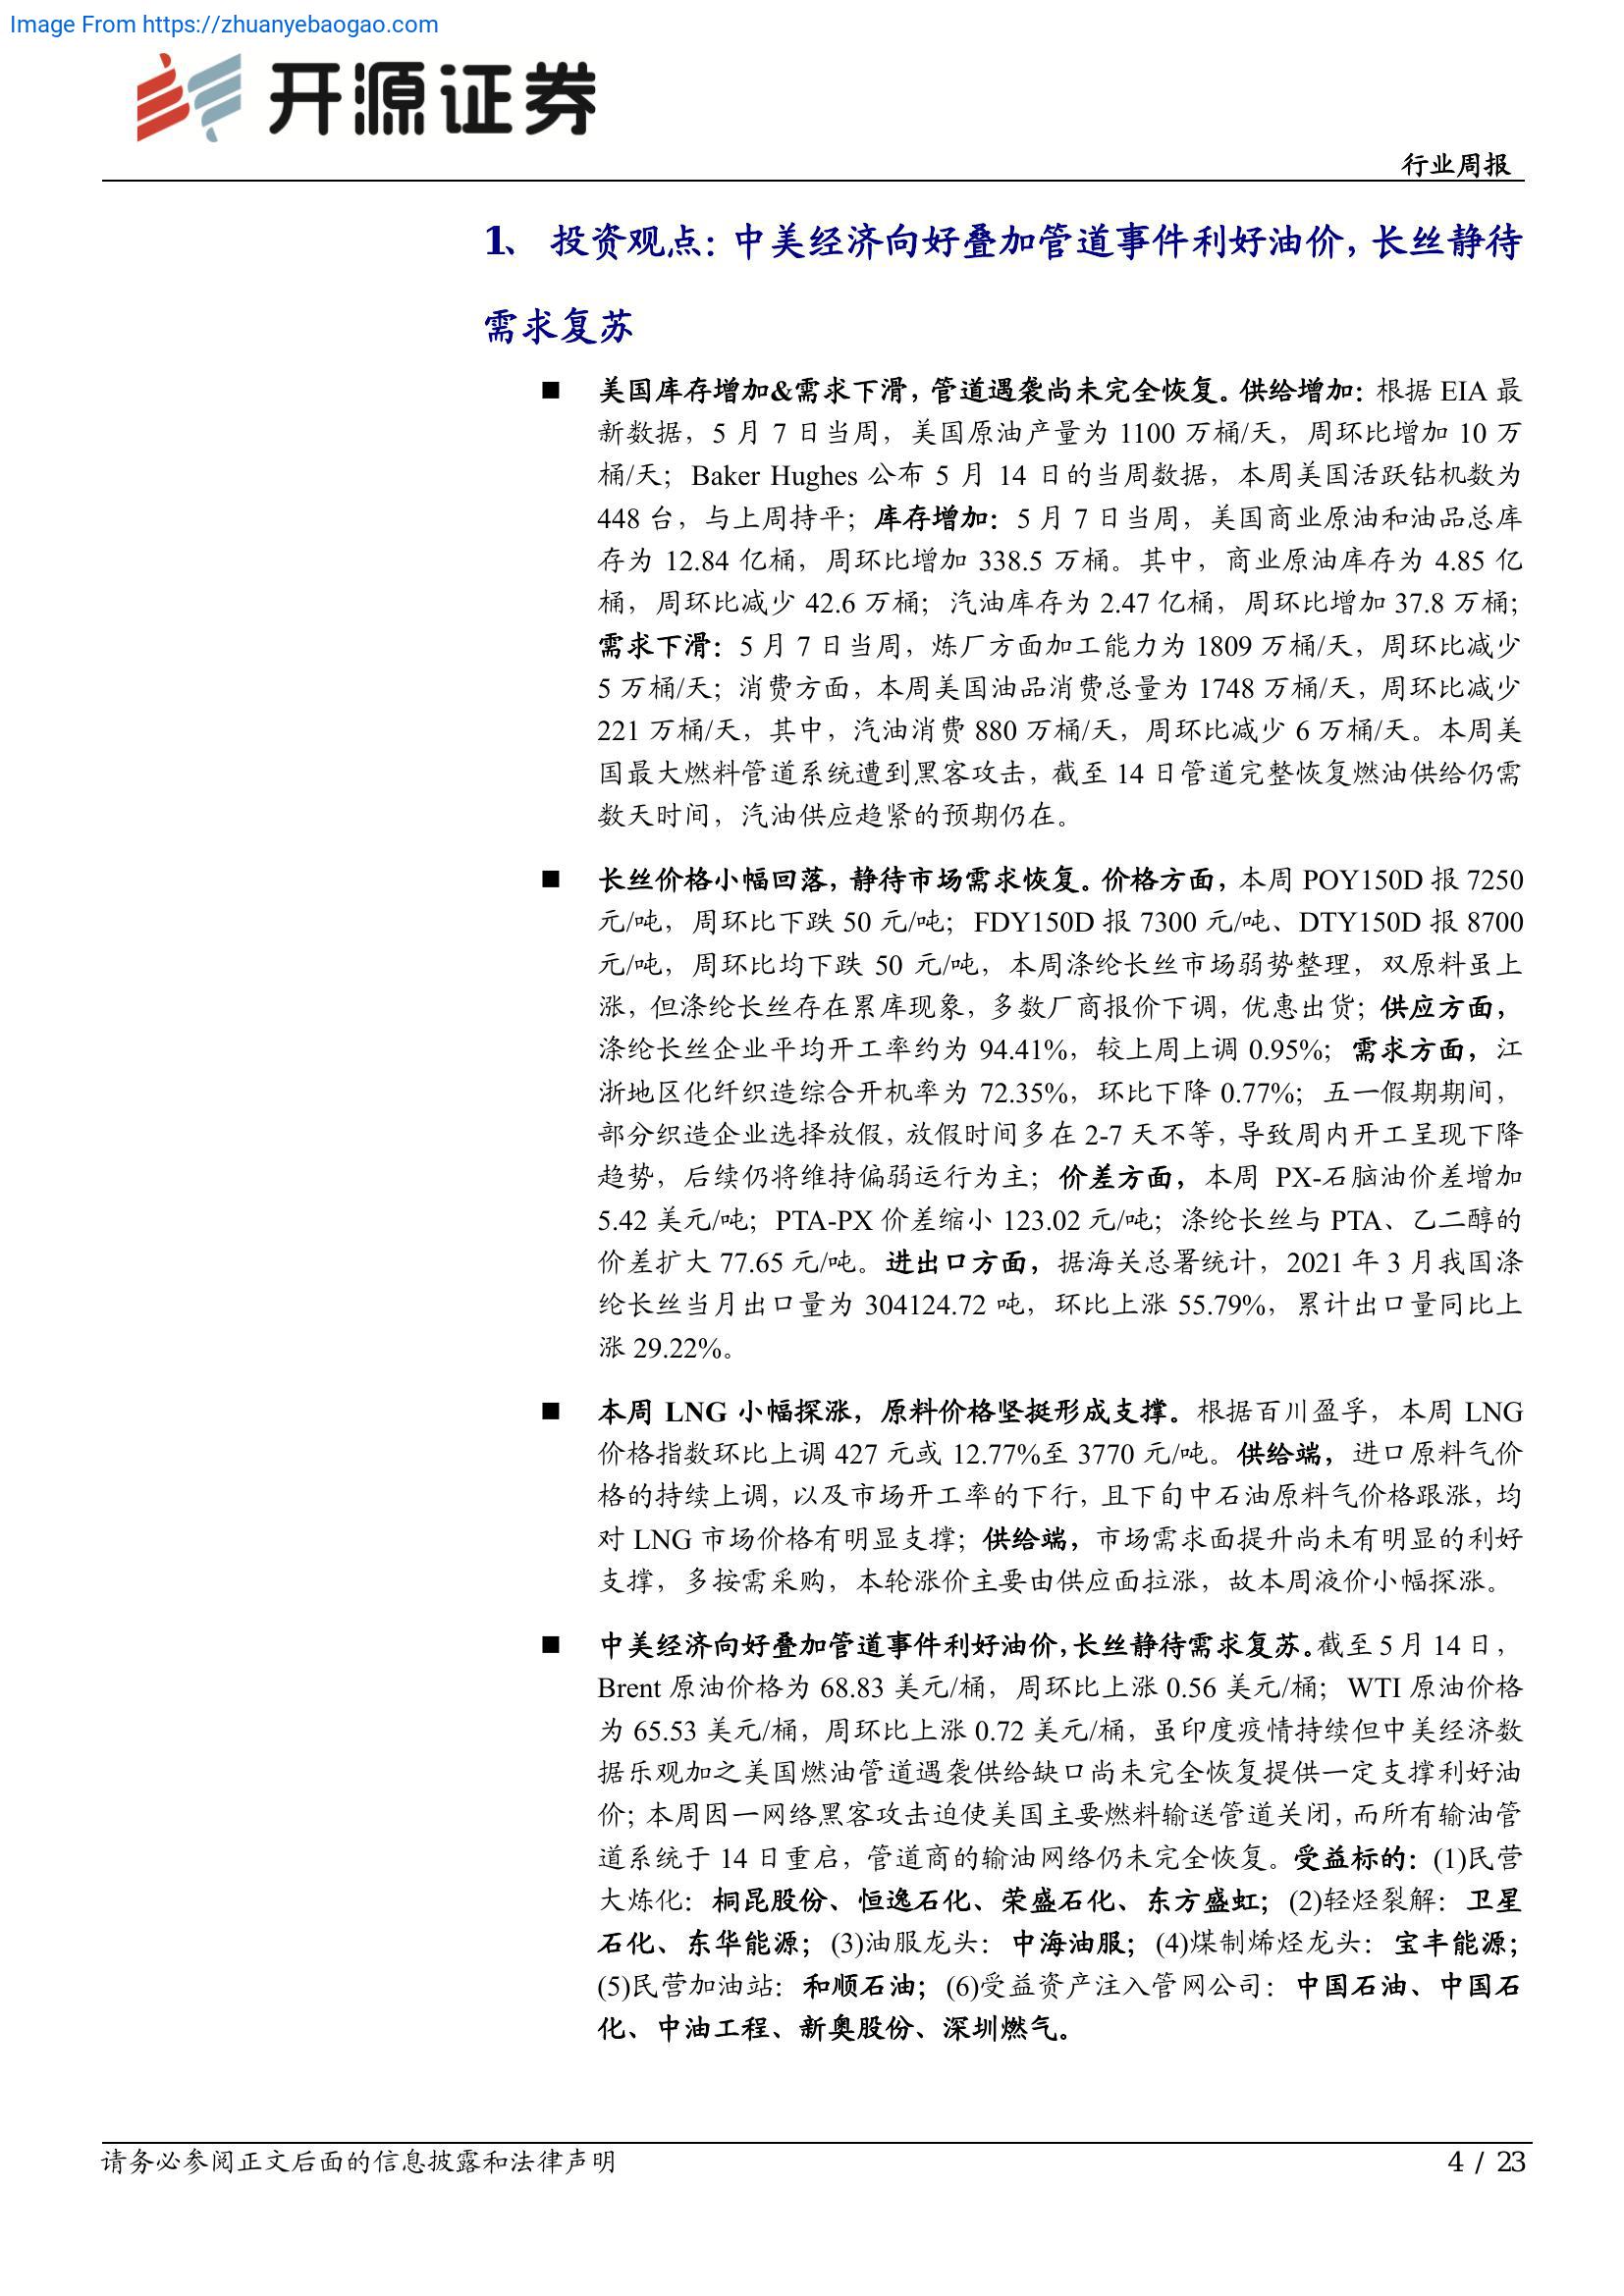 Image From https://zhuanyebaogao.com
开源证券
行业周报
1、 投资观点：中美经济向好叠加管道事件利好油价，长丝静待
需求复苏
■ 美国库存增加&需求下滑，管道遇袭尚未完全恢复。供给增加：根据 EIA 最
新数据，5 月 7 日当周，美国原油产量为 1100 万桶/天，周环比增加 10 万
桶/天；Baker Hughes 公布 5 月 14 日的当周数据，本周美国活跃钻机数为
448 台，与上周持平；库存增加：5 月 7 日当周，美国商业原油和油品总库
存为 12.84 亿桶，周环比增加 338.5 万桶。其中，商业原油库存为 4.85 亿
桶，周环比减少 42.6 万桶；汽油库存为 2.47 亿桶，周环比增加 37.8 万桶；
需求下滑：5 月 7 日当周，炼厂方面加工能力为 1809 万桶/天，周环比减少
5 万桶/天；消费方面，本周美国油品消费总量为 1748 万桶/天，周环比减少
221 万桶/天，其中，汽油消费 880 万桶/天，周环比减少 6 万桶/天。本周美
国最大燃料管道系统遭到黑客攻击，截至 14 日管道完整恢复燃油供给仍需
数天时间，汽油供应趋紧的预期仍在。
■ 长丝价格小幅回落，静待市场需求恢复。价格方面，本周 POY150D 报 7250
元/吨，周环比下跌 50 元/吨；FDY150D 报 7300 元/吨、DTY150D 报 8700
元/吨，周环比均下跌 50 元/吨，本周涤纶长丝市场弱势整理，双原料虽上
涨，但涤纶长丝存在累库现象，多数厂商报价下调，优惠出货；供应方面，
涤纶长丝企业平均开工率约为 94.41%，较上周上调 0.95%；需求方面，江
浙地区化纤织造综合开机率为 72.35%，环比下降 0.77%；五一假期期间，
部分织造企业选择放假，放假时间多在 2-7 天不等，导致周内开工呈现下降
趋势，后续仍将维持偏弱运行为主；价差方面，本周 PX-石脑油价差增加
5.42 美元/吨；PTA-PX 价差缩小 123.02 元/吨；涤纶长丝与 PTA、乙二醇的
价差扩大 77.65 元/吨。进出口方面，据海关总署统计，2021 年 3 月我国涤
纶长丝当月出口量为 304124.72 吨，环比上涨 55.79%，累计出口量同比上
涨 29.22%。
■ 本周 LNG 小幅探涨，原料价格坚挺形成支撑。根据百川盈孚，本周 LNG
价格指数环比上调 427 元或 12.77%至 3770 元/吨。供给端，进口原料气价
格的持续上调，以及市场开工率的下行，且下旬中石油原料气价格跟涨，均
对 LNG 市场价格有明显支撑；供给端，市场需求面提升尚未有明显的利好
支撑，多按需采购，本轮涨价主要由供应面拉涨，故本周液价小幅探涨。
■ 中美经济向好叠加管道事件利好油价，长丝静待需求复苏。截至 5 月 14 日，
Brent 原油价格为 68.83 美元/桶，周环比上涨 0.56 美元/桶；WTI 原油价格
为 65.53 美元/桶，周环比上涨 0.72 美元/桶，虽印度疫情持续但中美经济数
据乐观加之美国燃油管道遇袭供给缺口尚未完全恢复提供一定支撑利好油
价；本周因一网络黑客攻击迫使美国主要燃料输送管道关闭，而所有输油管
道系统于 14 日重启，管道商的输油网络仍未完全恢复。受益标的：(1)民营
大炼化：桐昆股份、恒逸石化、荣盛石化、东方盛虹；(2)轻烃裂解：卫星
石化、东华能源；(3)油服龙头：中海油服；(4)煤制烯烃龙头：宝丰能源；
(5)民营加油站：和顺石油；(6)受益资产注入管网公司：中国石油、中国石
化、中油工程、新奥股份、深圳燃气。
请务必参阅正文后面的信息披露和法律声明
4 / 23